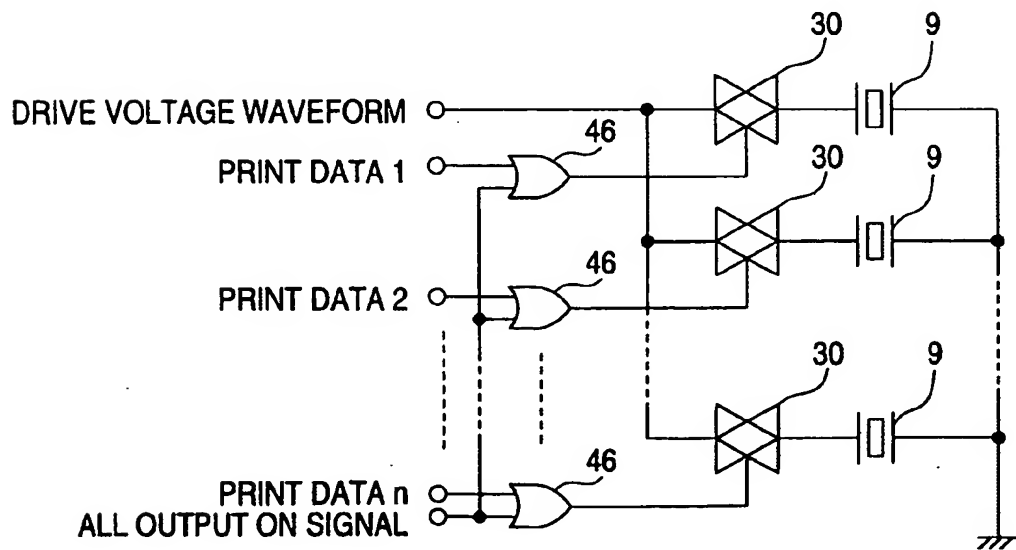 30
9
DRIVE VOLTAGE WAVEFORM
46
PRINT DATA 1
30
9
46
PRINT DATA 2
30
9
46
PRINT DATA n
ALL OUTPUT ON SIGNAL